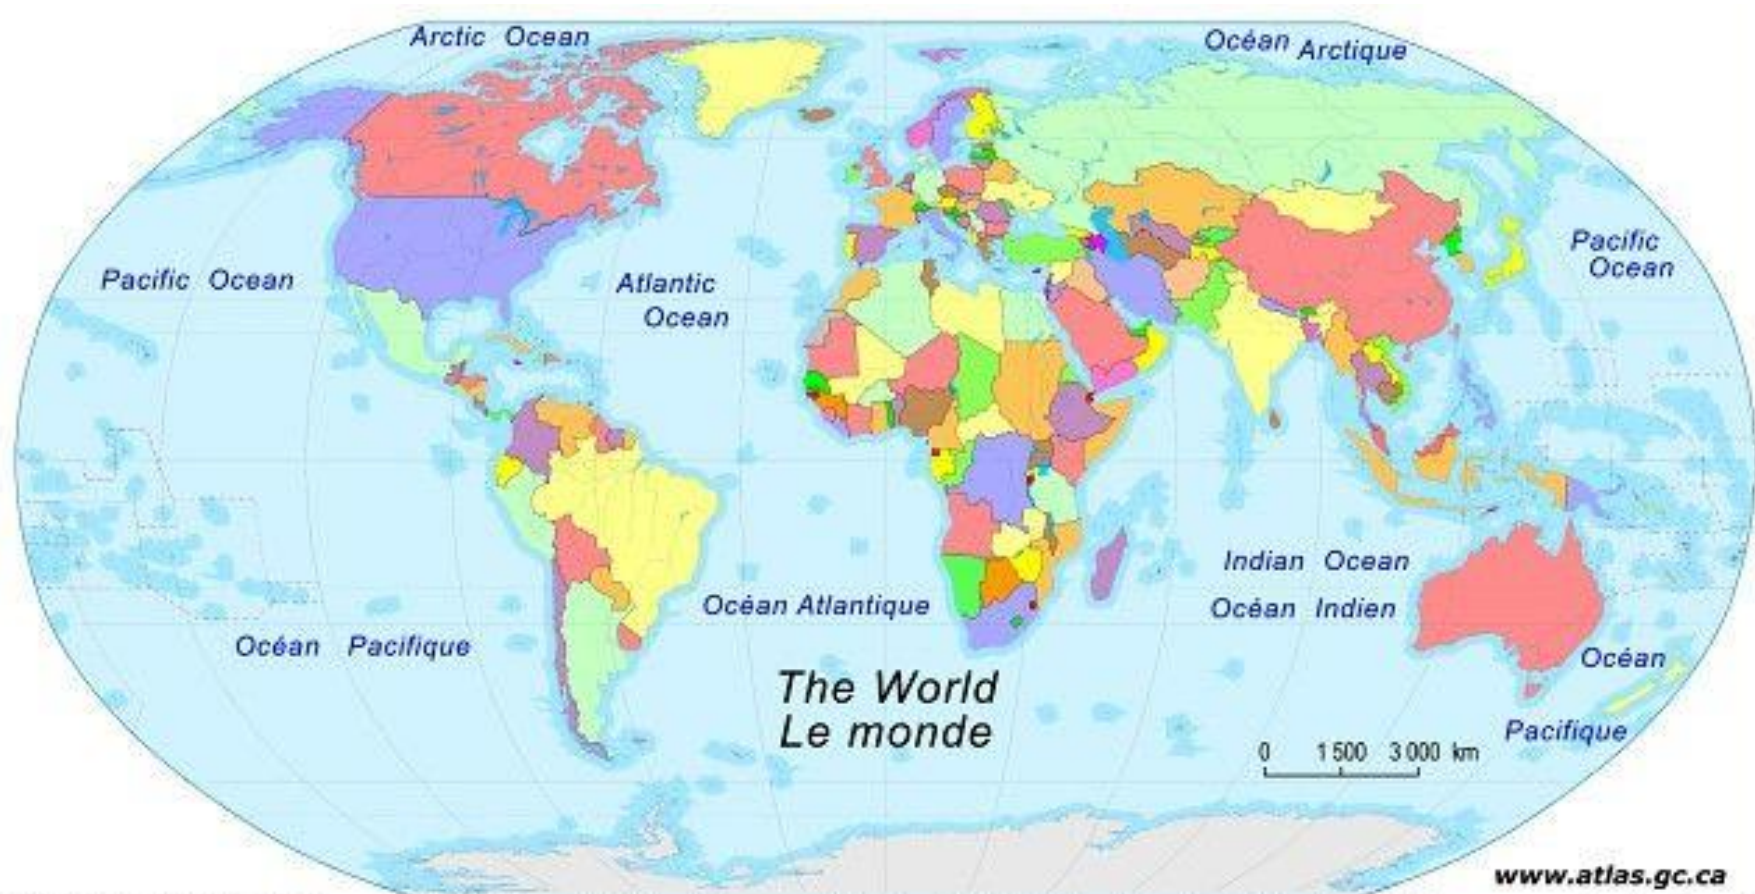 Arctic Ocean
Océan Arctique
Pacific Ocean
Atlantic
Ocean
Pacific
Ocean
Indian Ocean
Océan Atlantique
Océan Indien
Océan Pacifique
Océan
Pacifique
The World
Le monde
0 1 500 3 000 km
www.atlas.gc.ca